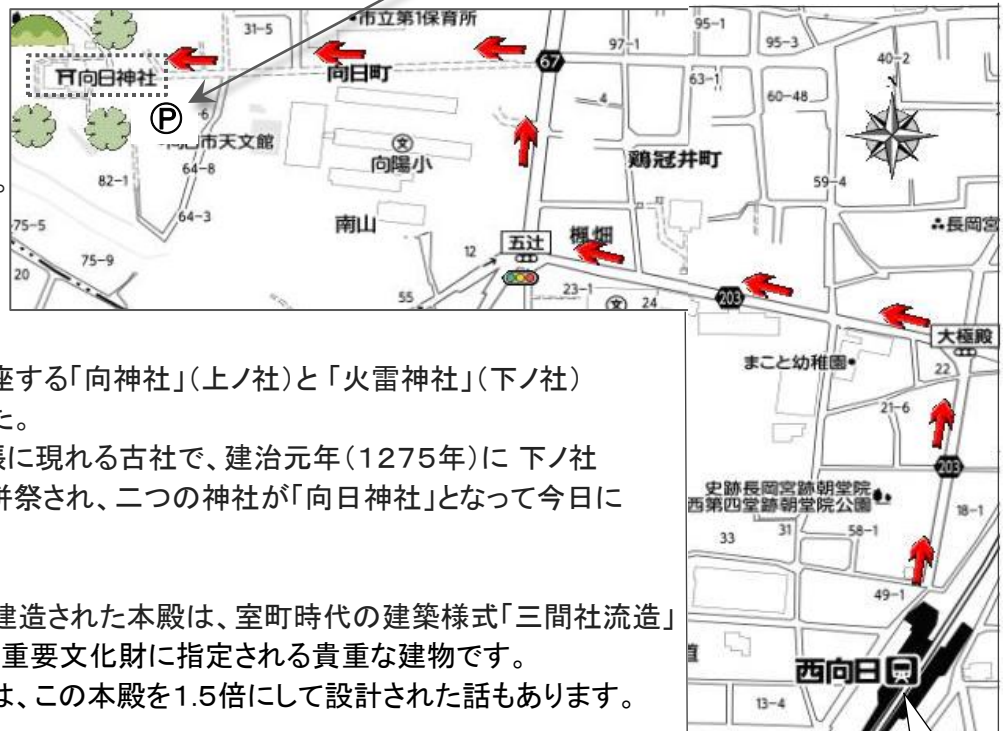 市立第1保育所
31-5
95-1
97-1
95-3
40-2
向日神社
向日町
67
63-1
60-48
4
P
6
市天文館
文
向陽小
鶏冠井町
82-1
64-8
59-4
。
64-3
南山
長岡宮
75-5
五辻
楓畑
12
75-9
20
23-1
文
24
203
55
大極殿
まこと幼稚園
22
座する「向神社」(上ノ社)と「火雷神社」(下ノ社)
21-6
た。
に現れる古社で、建治元年(1275年)に 下ノ社
203
史跡長岡宮跡朝堂院
西第四堂跡朝堂院公園
併祭され、二つの神社が「向日神社」となって今日に
18-1
33
31
58-1
49-1
建造された本殿は、室町時代の建築様式「三間社流造」
重要文化財に指定される貴重な建物です。
西向日
は、この本殿を1.5倍にして設計された話もあります。
13-4